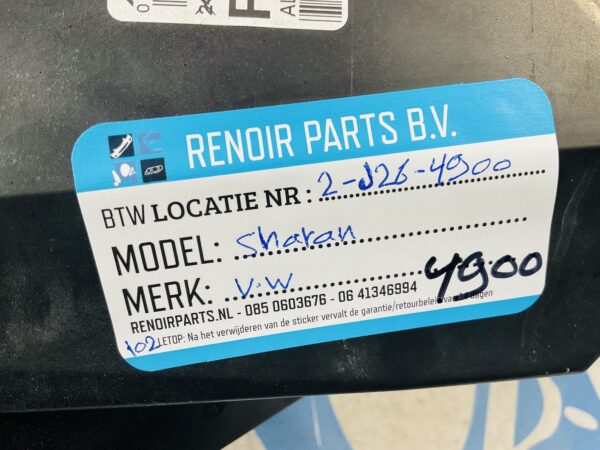 RENOIR PARTS B.V.
BTW LOCATIE NR: 2-J26-4900
MODEL: Sharan
MERK: V.W
4900
RENOIRPARTS.NL - 085 0603676 - 06 41346994
102
LETOP: Na het verwijderen van de sticker vervalt de garantie/retourbeleid